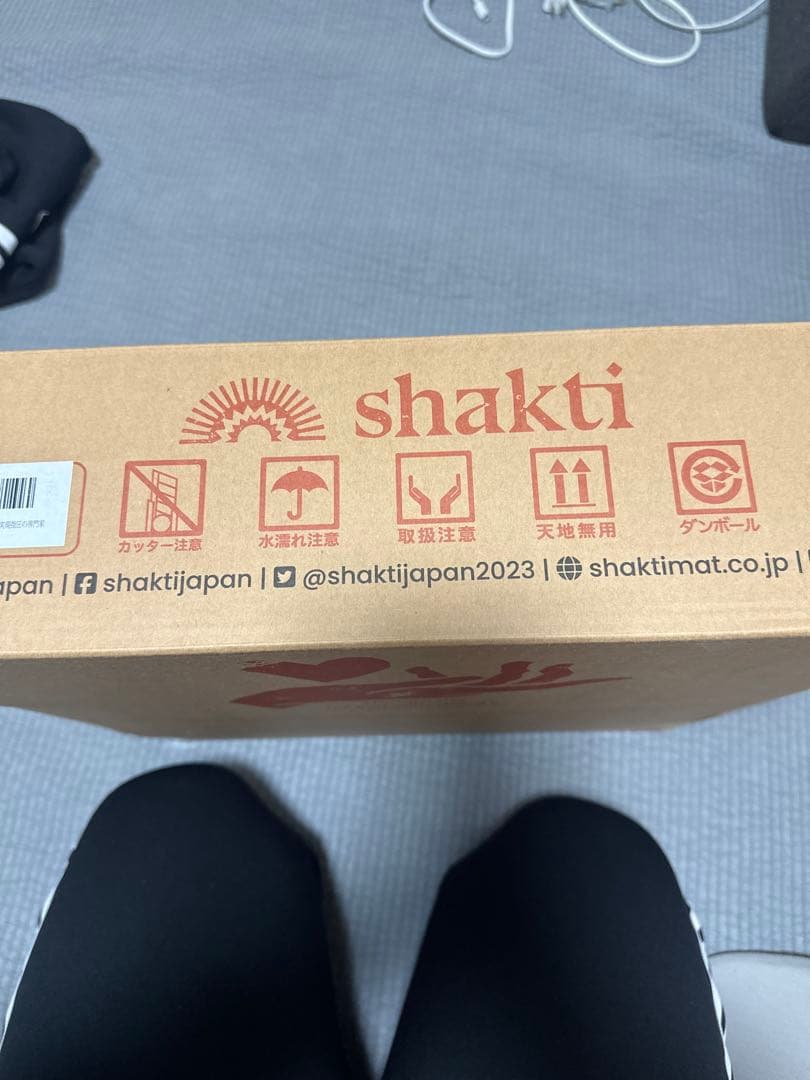 shakti
カッター注意 水濡れ注意 取扱注意 天地無用 ダンボール
apan | shaktijapan | @shaktijapan2023 | shaktimat.co.jp |